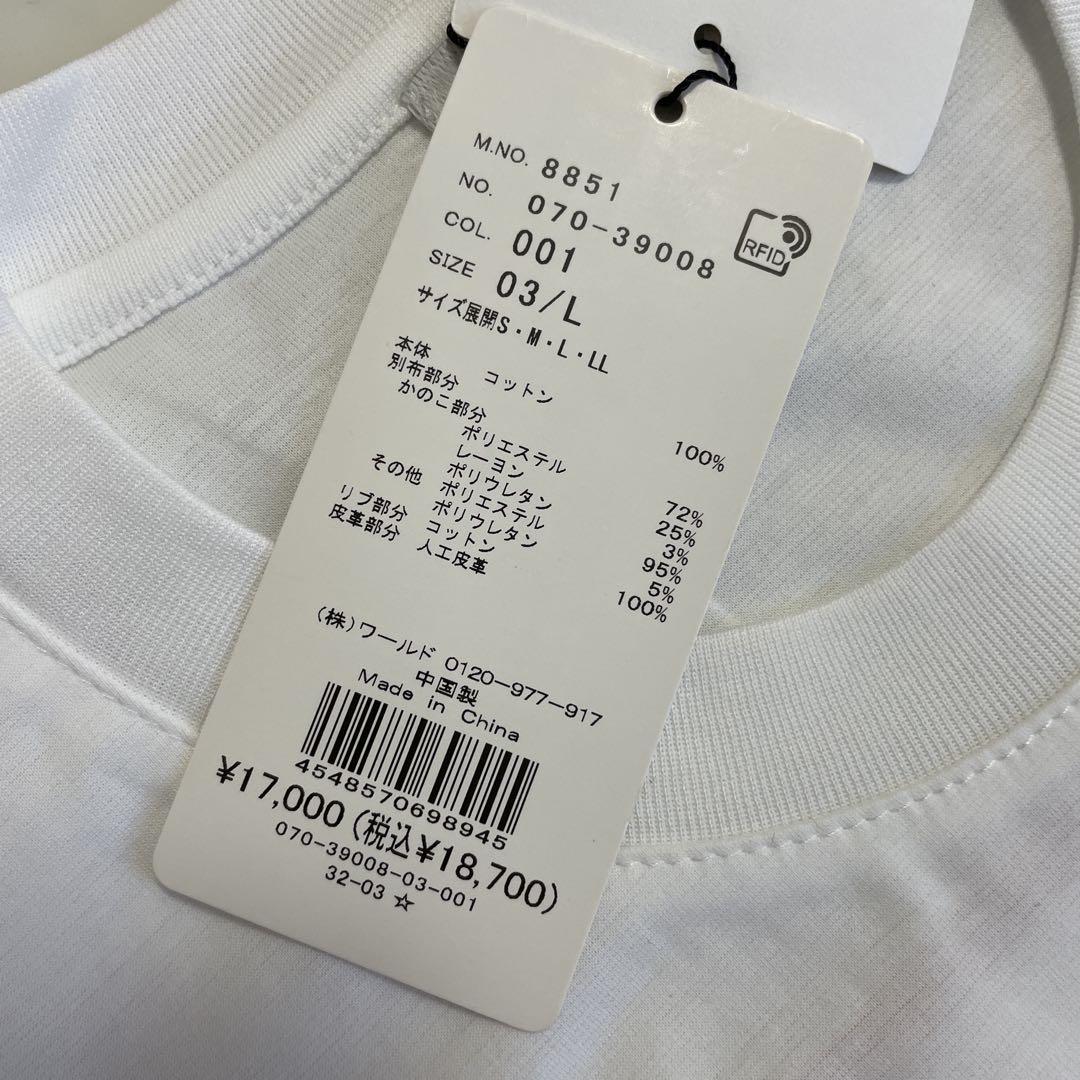 M.NO. 8851
NO. 070-39008
RFID
COL. 001
SIZE 03/L
サイズ展開S・M・L・LL
本体 コットン 100%
別布部分
かのこ部分
ポリエステル 72%
レーヨン 25%
ポリウレタン 3%
その他 ポリエステル 95%
ポリウレタン 5%
リブ部分 コットン 100%
皮革部分 人工皮革
(株)ワールド 0120-977-917
中国製
Made in China
4548570698945
¥17,000(税込¥18,700)
070-39008-03-001
32-03 ☆